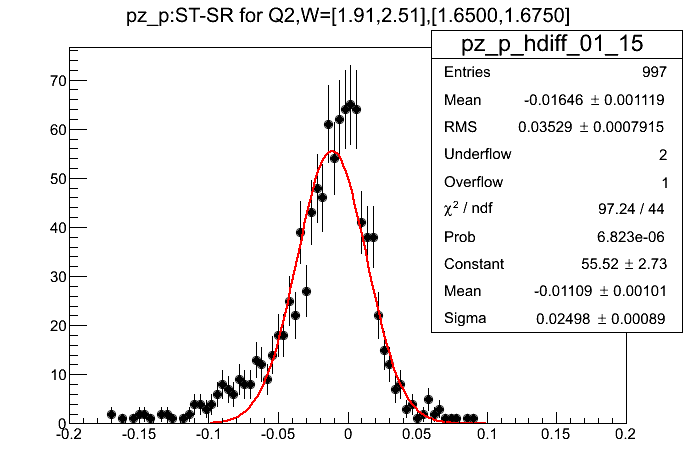 pz_p:ST-SR for Q2,W=[1.91,2.51],[1.6500,1.6750]
pz_p_hdiff_01_15
Entries 997
Mean -0.01646 ± 0.001119
RMS 0.03529 ± 0.0007915
Underflow 2
Overflow 1
χ² / ndf 97.24 / 44
Prob 6.823e-06
Constant 55.52 ± 2.73
Mean -0.01109 ± 0.00101
Sigma 0.02498 ± 0.00089
70
60
50
40
30
20
10
0
-0.2 -0.15 -0.1 -0.05 0 0.05 0.1 0.15 0.2